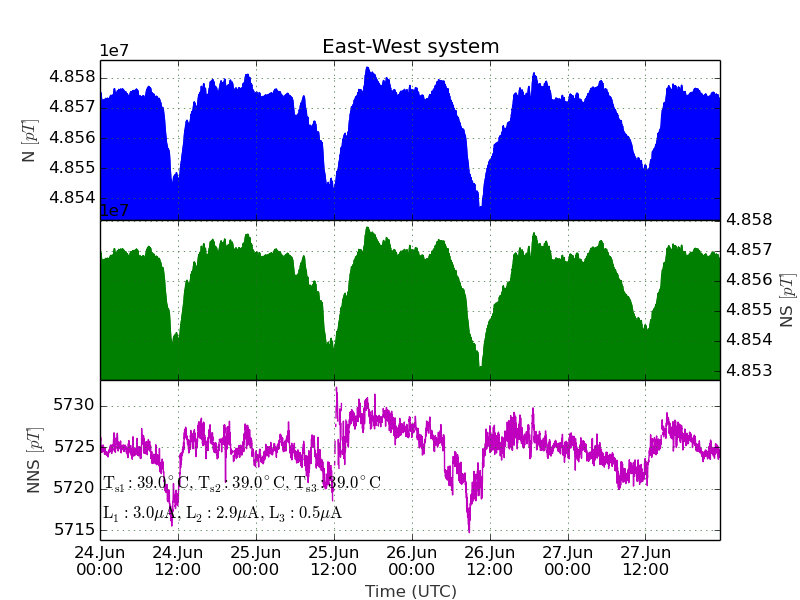 East-West system
1e7
4.858
4.857
4.856
4.855
4.854
N [pT]
1e7
4.858
4.857
4.856
4.855
4.854
4.853
NS [pT]
5730
5725
5720
5715
NNS [pT]
T_s1 : 39.0°C, T_s2 : 39.0°C, T_s3 : 39.0°C
L_1 : 3.0μA, L_2 : 2.9μA, L_3 : 0.5μA
24.Jun 24.Jun 25.Jun 25.Jun 26.Jun 26.Jun 27.Jun 27.Jun
00:00 12:00 00:00 12:00 00:00 12:00 00:00 12:00
Time (UTC)